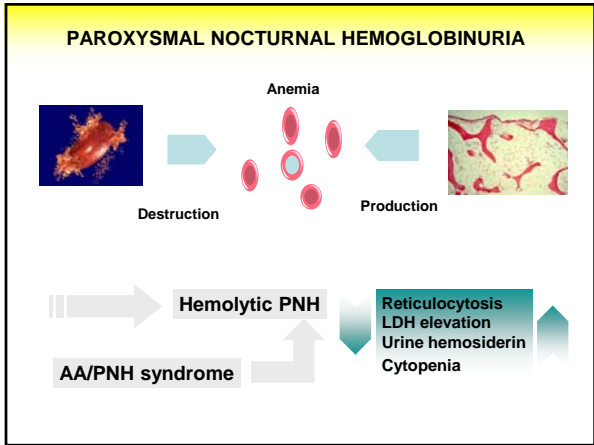 PAROXYSMAL NOCTURNAL HEMOGLOBINURIA
Anemia
Destruction
Production
Hemolytic PNH
AA/PNH syndrome
Reticulocytosis
LDH elevation
Urine hemosiderin
Cytopenia